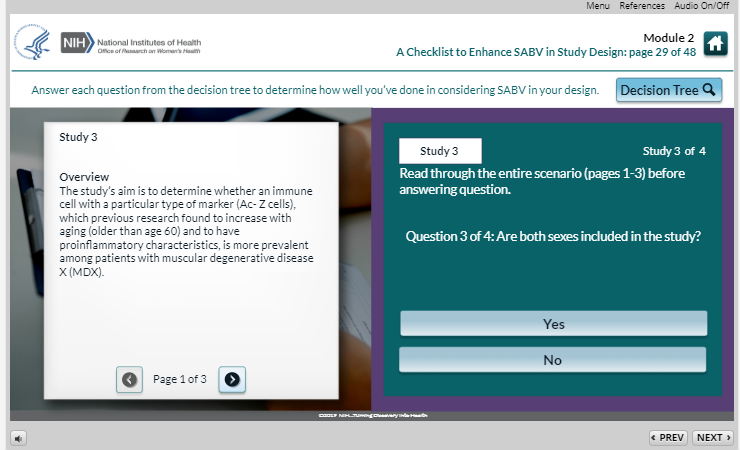 Menu References Audio On/Off
NIH National Institutes of Health
Office of Research on Women's Health
Module 2
A Checklist to Enhance SABV in Study Design: page 29 of 48
Answer each question from the decision tree to determine how well you've done in considering SABV in your design.
Decision Tree
Study 3
Overview
The study's aim is to determine whether an immune
cell with a particular type of marker (Ac- Z cells),
which previous research found to increase with
aging (older than age 60) and to have
proinflammatory characteristics, is more prevalent
among patients with muscular degenerative disease
X (MDX).
Page 1 of 3
Study 3
Study 3 of 4
Read through the entire scenario (pages 1-3) before
answering question.
Question 3 of 4: Are both sexes included in the study?
Yes
No
©2019 NIH...Turning Discovery Into Health
PREV
NEXT